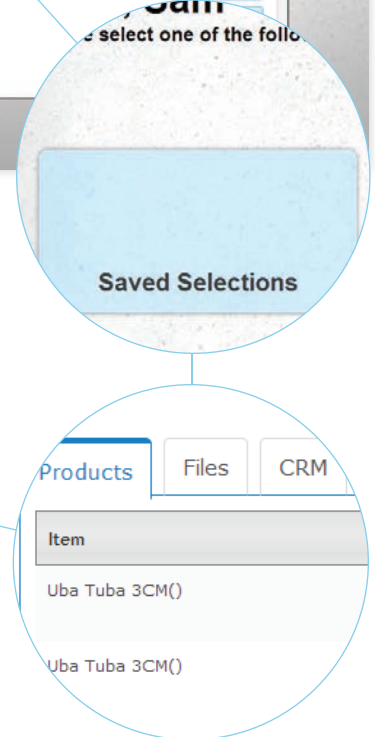 , Sam
e select one of the follo
Saved Selections
Products Files CRM
Item
Uba Tuba 3CM()
Uba Tuba 3CM()